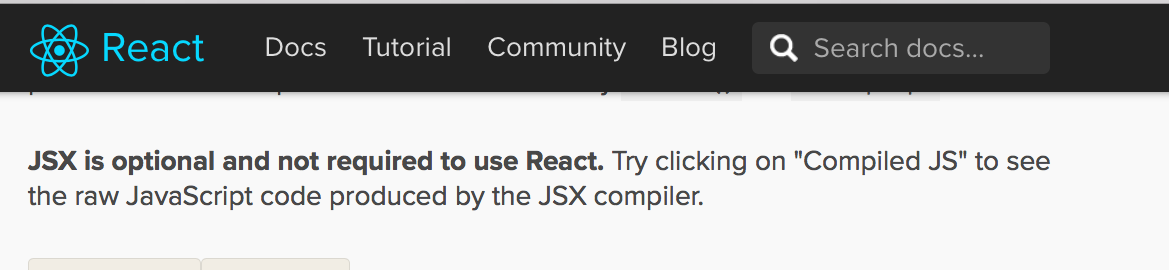 React Docs Tutorial Community Blog Search docs...
JSX is optional and not required to use React. Try clicking on "Compiled JS" to see
the raw JavaScript code produced by the JSX compiler.